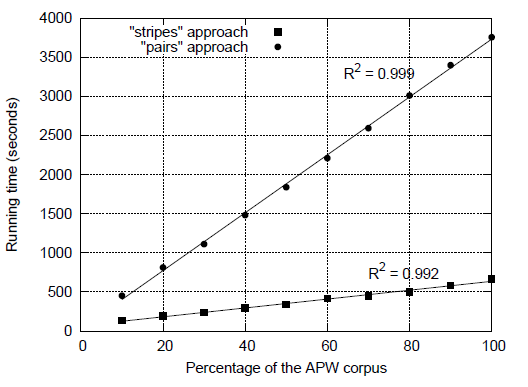 4000
3500
3000
2500
2000
1500
1000
500
0
Running time (seconds)
"stripes" approach
"pairs" approach
R2 = 0.999
R2 = 0.992
0 20 40 60 80 100
Percentage of the APW corpus